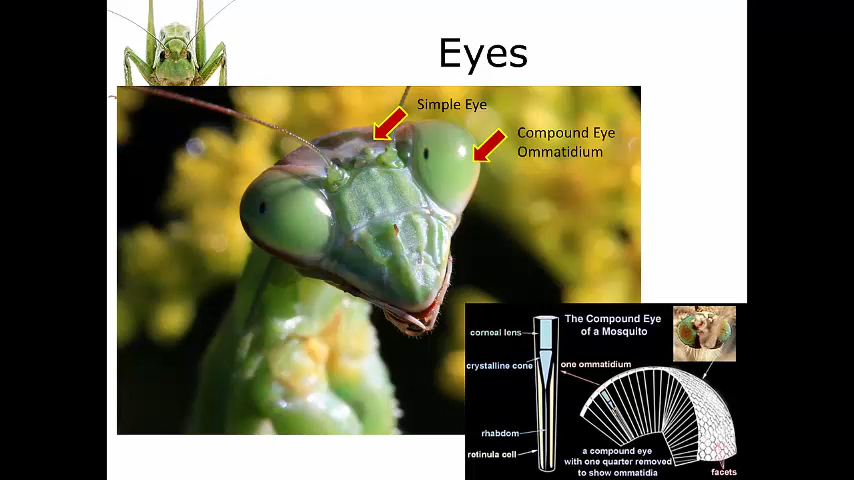 Eyes
Simple Eye
Compound Eye
Ommatidium
The Compound Eye
of a Mosquito
corneal lens
crystalline cone
one ommatidium
rhabdom
retinula cell
a compound eye
with one quarter removed
to show ommatidia
facets